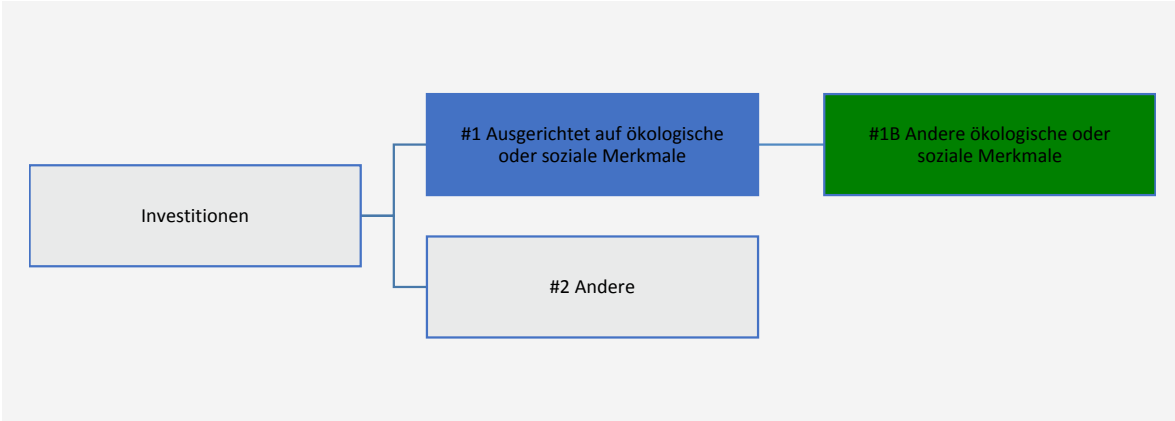 Investitionen
#1 Ausgerichtet auf ökologische
oder soziale Merkmale
#1B Andere ökologische oder
soziale Merkmale
#2 Andere